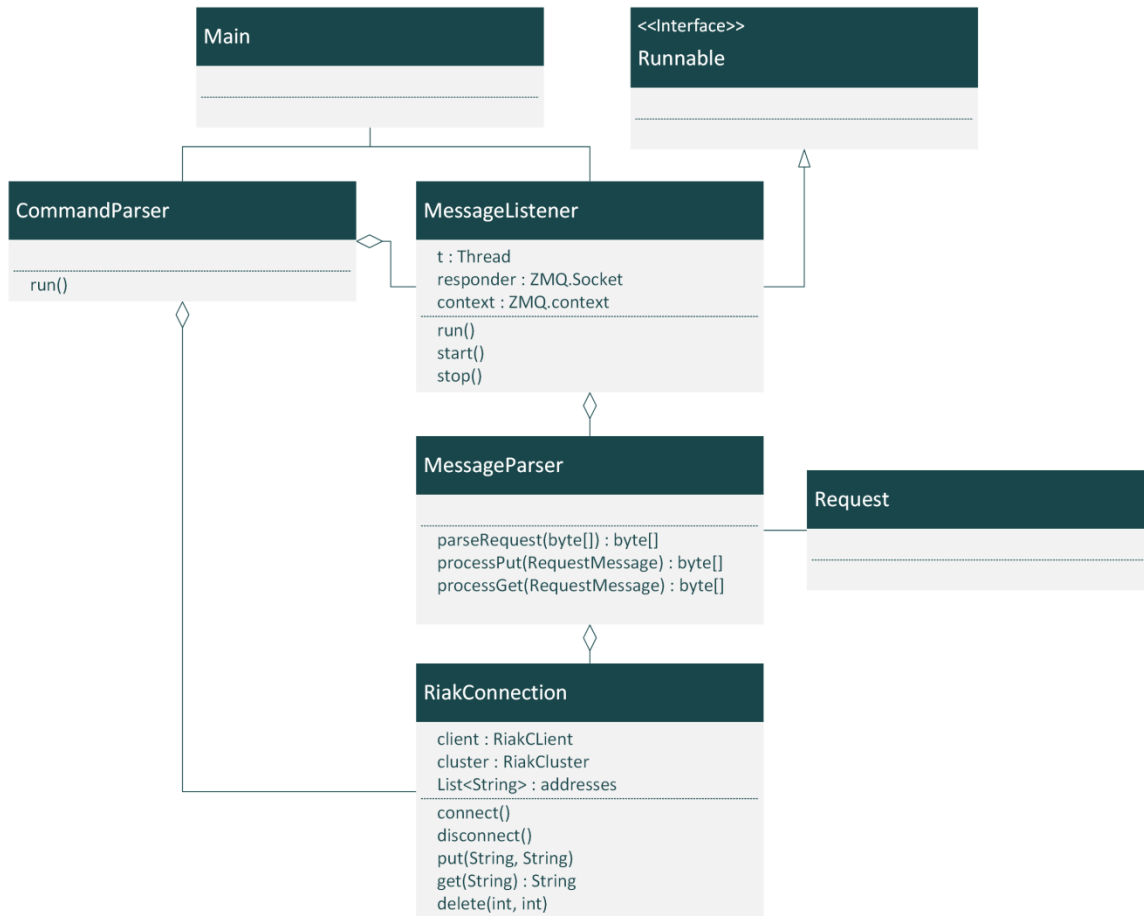 Main
<<Interface>>
Runnable
CommandParser
run()
MessageListener
t : Thread
responder : ZMQ.Socket
context : ZMQ.context
run()
start()
stop()
MessageParser
parseRequest(byte[]) : byte[]
processPut(RequestMessage) : byte[]
processGet(RequestMessage) : byte[]
Request
RiakConnection
client : RiakCLient
cluster : RiakCluster
List<String> : addresses
connect()
disconnect()
put(String, String)
get(String) : String
delete(int, int)